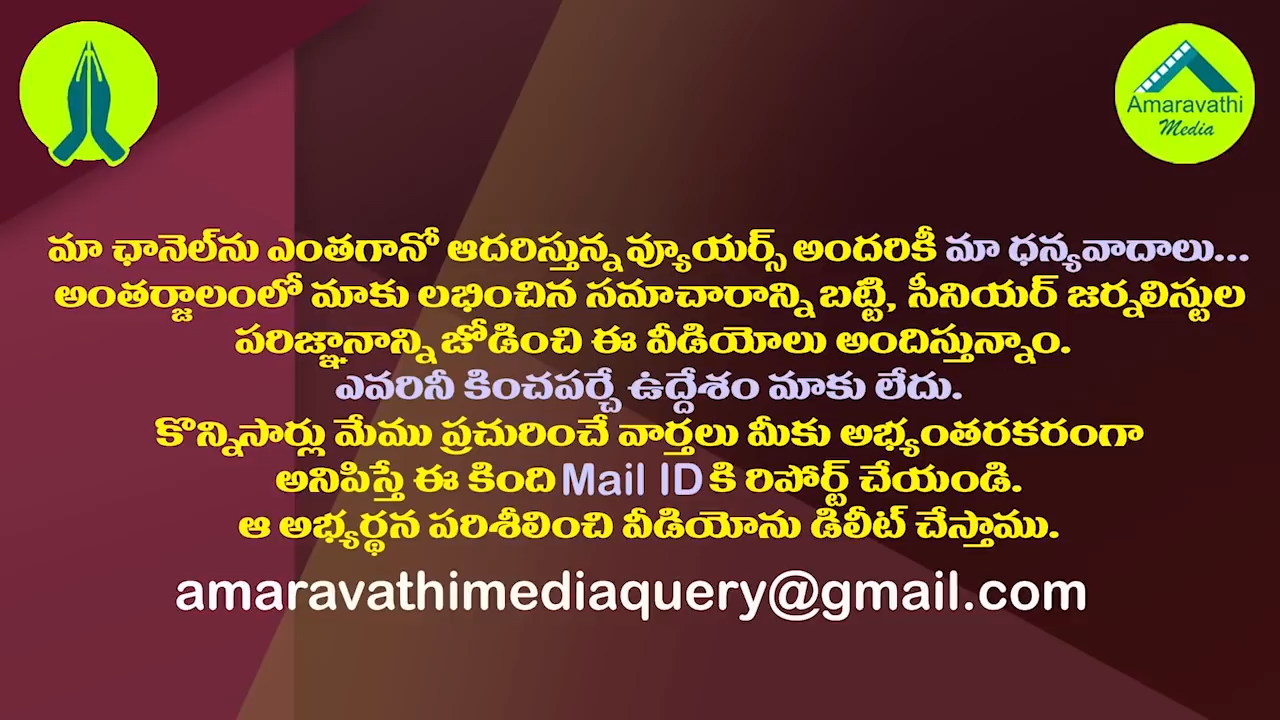 Amaravathi
Media
మా ఛానెల్‌ను ఎంతగానో ఆదరిస్తున్న వ్యూయర్స్ అందరికీ మా ధన్యవాదాలు...
అంతర్జాలంలో మాకు లభించిన సమాచారాన్ని బట్టి, సీనియర్ జర్నలిస్టుల
పరిజ్ఞానాన్ని జోడించి ఈ వీడియోలు అందిస్తున్నాం.
ఎవరినీ కించపర్చే ఉద్దేశం మాకు లేదు.
కొన్నిసార్లు మేము ప్రచురించే వార్తలు మీకు అభ్యంతరకరంగా
అనిపిస్తే ఈ కింది Mail ID కి రిపోర్ట్ చేయండి.
ఆ అభ్యర్థన పరిశీలించి వీడియోను డిలీట్ చేస్తాము.
amaravathimediaquery@gmail.com